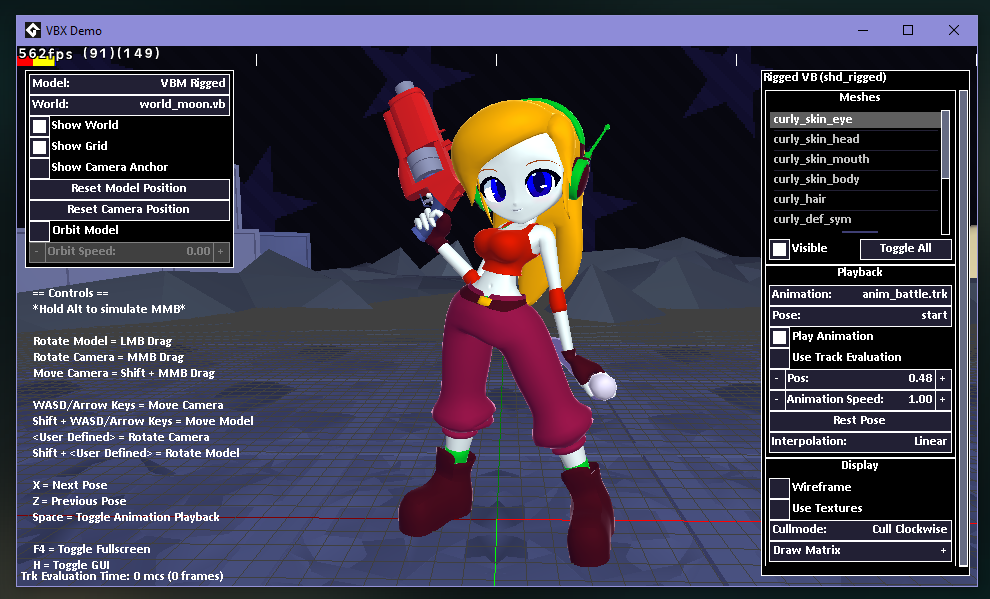 VBX Demo
562fps (91)(149)
Model: VBM Rigged
World: world_moon.vb
Show World
Show Grid
Show Camera Anchor
Reset Model Position
Reset Camera Position
Orbit Model
- Orbit Speed: 0.00 +
== Controls ==
*Hold Alt to simulate MMB*
Rotate Model = LMB Drag
Rotate Camera = MMB Drag
Move Camera = Shift + MMB Drag
WASD/Arrow Keys = Move Camera
Shift + WASD/Arrow Keys = Move Model
<User Defined> = Rotate Camera
Shift + <User Defined> = Rotate Model
X = Next Pose
Z = Previous Pose
Space = Toggle Animation Playback
F4 = Toggle Fullscreen
H = Toggle GUI
Trk Evaluation Time: 0 mcs (0 frames)
Rigged VB (shd_rigged)
Meshes
curly_skin_eye
curly_skin_head
curly_skin_mouth
curly_skin_body
curly_hair
curly_def_sym
Visible
Toggle All
Playback
Animation: anim_battle.trk
Pose: start
Play Animation
Use Track Evaluation
- Pos: 0.48 +
- Animation Speed: 1.00 +
Rest Pose
Interpolation: Linear
Display
Wireframe
Use Textures
Cullmode: Cull Clockwise
Draw Matrix +